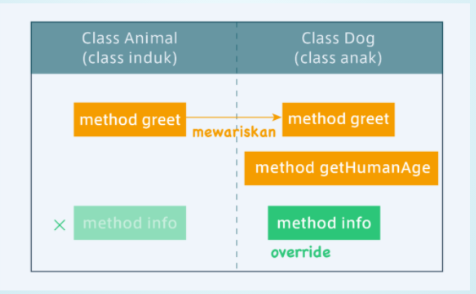 Class Animal
(class induk)
Class Dog
(class anak)
method greet
mewariskan
method greet
method getHumanAge
× method info
method info
override